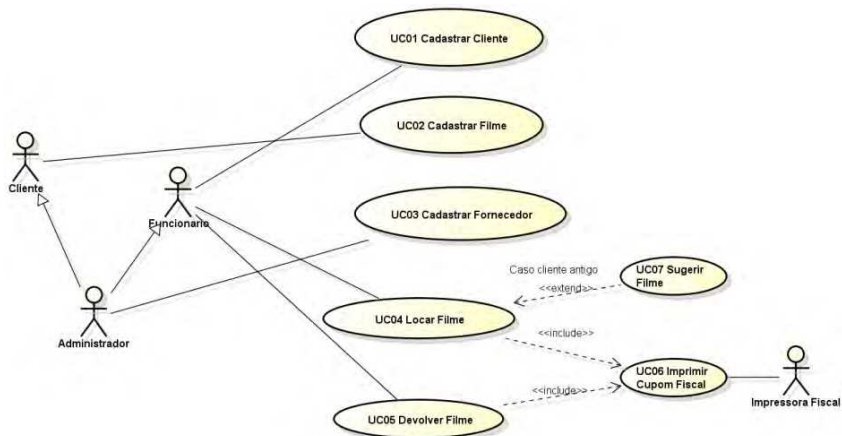 UC01 Cadastrar Cliente
UC02 Cadastrar Filme
Cliente
Funcionario
UC03 Cadastrar Fornecedor
Caso cliente antigo
<<extend>>
UC07 Sugerir
Filme
Administrador
UC04 Locar Filme
<<include>>
UC06 Imprimir
Cupom Fiscal
Impressora Fiscal
<<include>>
UC05 Devolver Filme